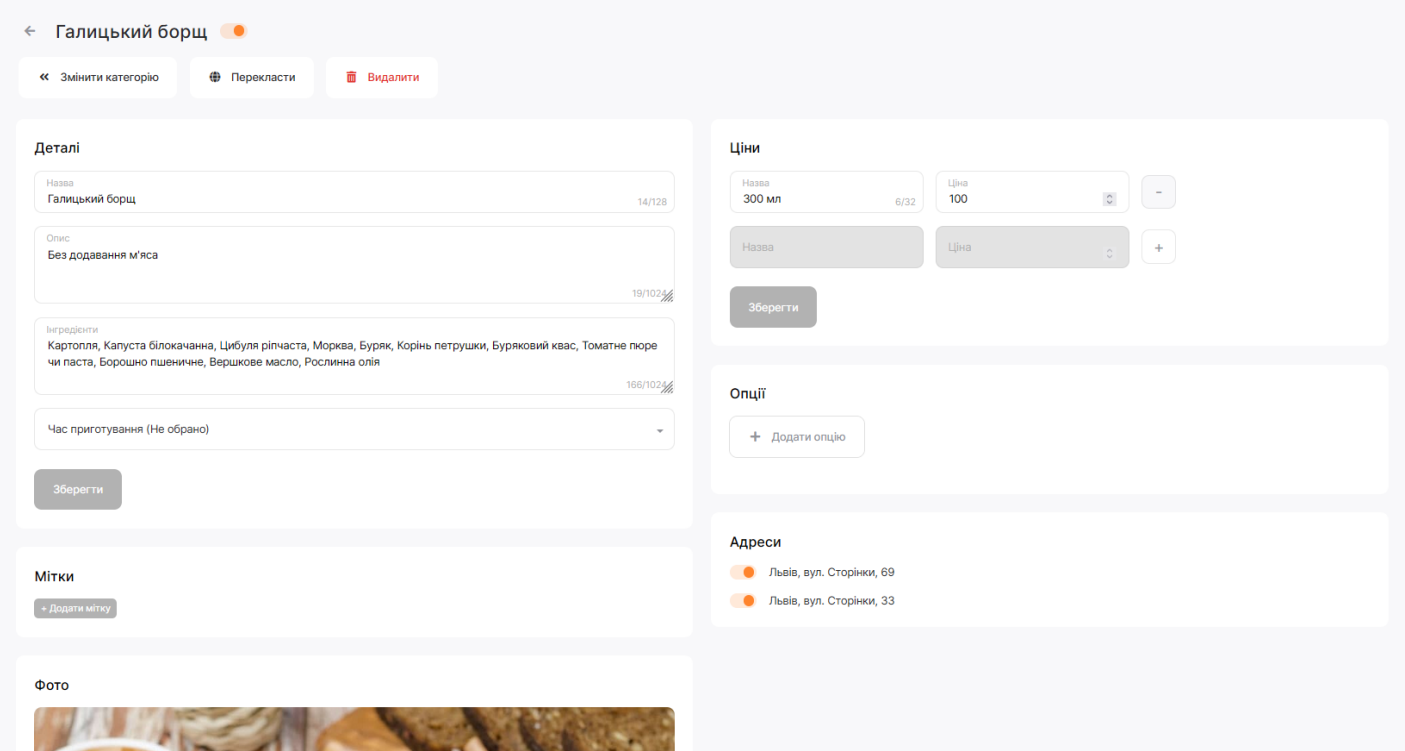 Галицький борщ
Змінити категорію
Перекласти
Видалити
Деталі
Назва
Галицький борщ
14/128
Опис
Без додавання м'яса
19/1024
Інгредієнти
Картопля, Капуста білокачанна, Цибуля ріпчаста, Морква, Буряк, Корінь петрушки, Буряковий квас, Томатне пюре
чи паста, Борошно пшеничне, Вершкове масло, Рослинна олія
166/1024
Час приготування (Не обрано)
Зберегти
Мітки
+ Додати мітку
Фото
Ціни
Назва
300 мл
6/32
Ціна
100
-
Назва
Ціна
+
Зберегти
Опції
+ Додати опцію
Адреси
Львів, вул. Сторінки, 69
Львів, вул. Сторінки, 33